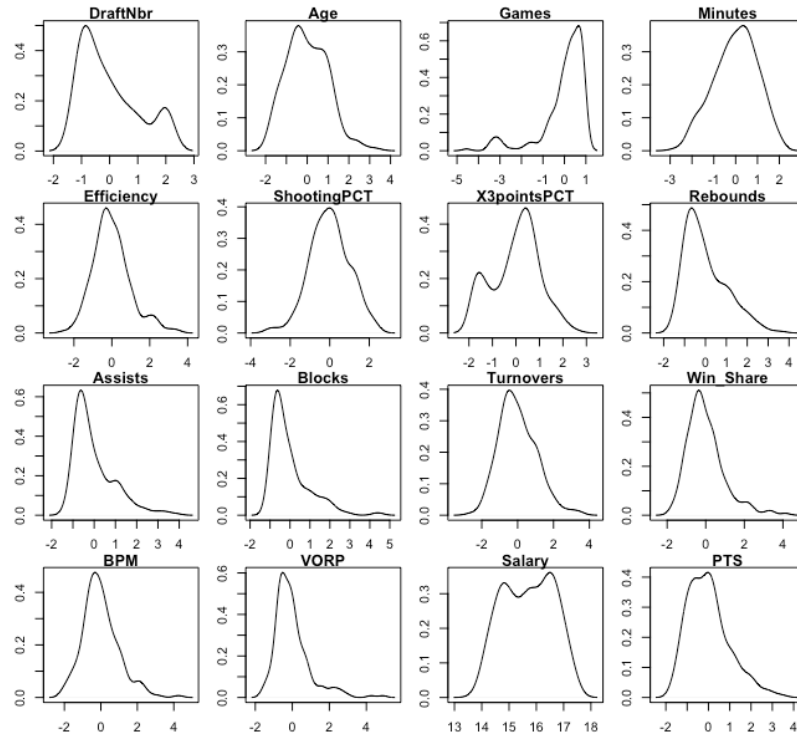 DraftNbr Age Games Minutes
0.0 0.2 0.4 0.0 0.1 0.2 0.3 0.0 0.2 0.4 0.6 0.0 0.1 0.2 0.3
-2 -1 0 1 2 3 -2 0 2 4 -5 -3 -1 0 1 -3 -1 0 1 2
Efficiency ShootingPCT X3pointsPCT Rebounds
0.0 0.2 0.4 0.0 0.1 0.2 0.3 0.4 0.0 0.2 0.4 0.0 0.2 0.4
-2 0 2 4 -4 -2 0 2 -2 -1 0 1 2 3 -2 0 2 4
Assists Blocks Turnovers Win_Share
0.0 0.2 0.4 0.6 0.0 0.2 0.4 0.6 0.0 0.1 0.2 0.3 0.4 0.0 0.2 0.4
-2 0 1 2 3 4 -2 0 1 2 3 4 5 -2 0 2 4 -2 0 2 4
BPM VORP Salary PTS
0.0 0.2 0.4 0.0 0.2 0.4 0.6 0.0 0.1 0.2 0.3 0.0 0.1 0.2 0.3 0.4
-2 0 2 4 -2 0 2 4 13 14 15 16 17 18 -2 0 1 2 3 4